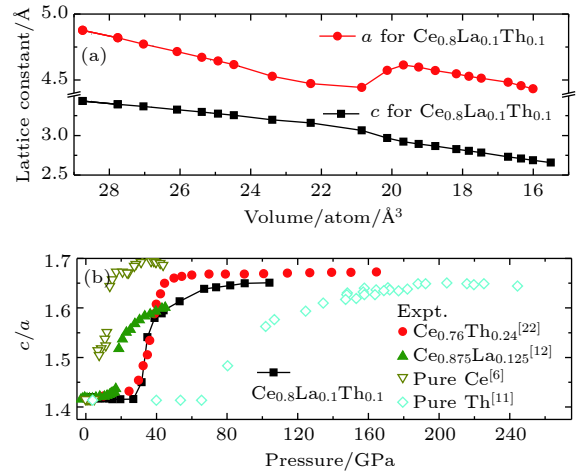 (a)
a for Ce0.8La0.1Th0.1
c for Ce0.8La0.1Th0.1
Lattice constant/Å
5.0
4.5
3.0
2.5
28 26 24 22 20 18 16
Volume/atom/Å³
(b)
c/a
1.7
1.6
1.5
1.4
Expt.
Ce0.76Th0.24[22]
Ce0.875La0.125[12]
Pure Ce[6]
Pure Th[11]
Ce0.8La0.1Th0.1
0 40 80 120 160 200 240
Pressure/GPa